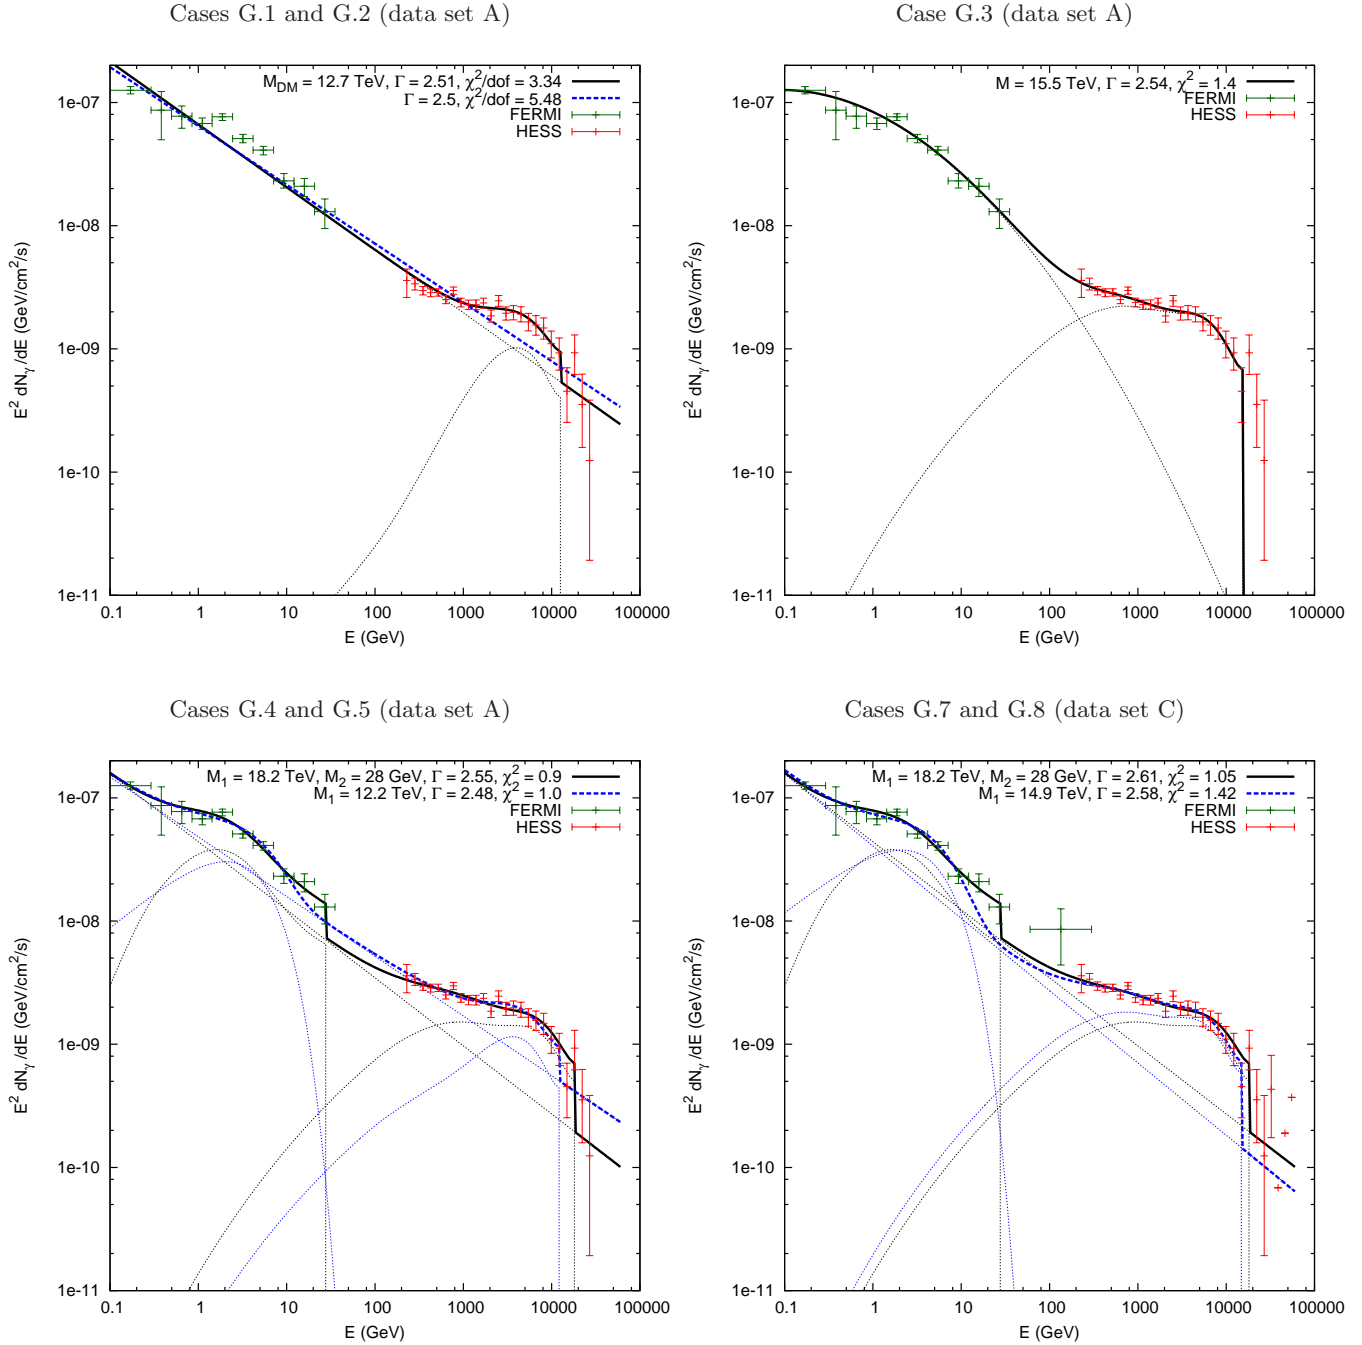 Cases G.1 and G.2 (data set A)
M_DM = 12.7 TeV, Γ = 2.51, χ²/dof = 3.34
Γ = 2.5, χ²/dof = 5.48
FERMI
HESS
E² dN_γ/dE (GeV/cm²/s)
1e-07
1e-08
1e-09
1e-10
1e-11
0.1 1 10 100 1000 10000 100000
E (GeV)
Case G.3 (data set A)
M = 15.5 TeV, Γ = 2.54, χ² = 1.4
FERMI
HESS
E² dN_γ/dE (GeV/cm²/s)
1e-07
1e-08
1e-09
1e-10
1e-11
0.1 1 10 100 1000 10000 100000
E (GeV)
Cases G.4 and G.5 (data set A)
M₁ = 18.2 TeV, M₂ = 28 GeV, Γ = 2.55, χ² = 0.9
M₁ = 12.2 TeV, Γ = 2.48, χ² = 1.0
FERMI
HESS
E² dN_γ/dE (GeV/cm²/s)
1e-07
1e-08
1e-09
1e-10
1e-11
0.1 1 10 100 1000 10000 100000
E (GeV)
Cases G.7 and G.8 (data set C)
M₁ = 18.2 TeV, M₂ = 28 GeV, Γ = 2.61, χ² = 1.05
M₁ = 14.9 TeV, Γ = 2.58, χ² = 1.42
FERMI
HESS
E² dN_γ/dE (GeV/cm²/s)
1e-07
1e-08
1e-09
1e-10
1e-11
0.1 1 10 100 1000 10000 100000
E (GeV)